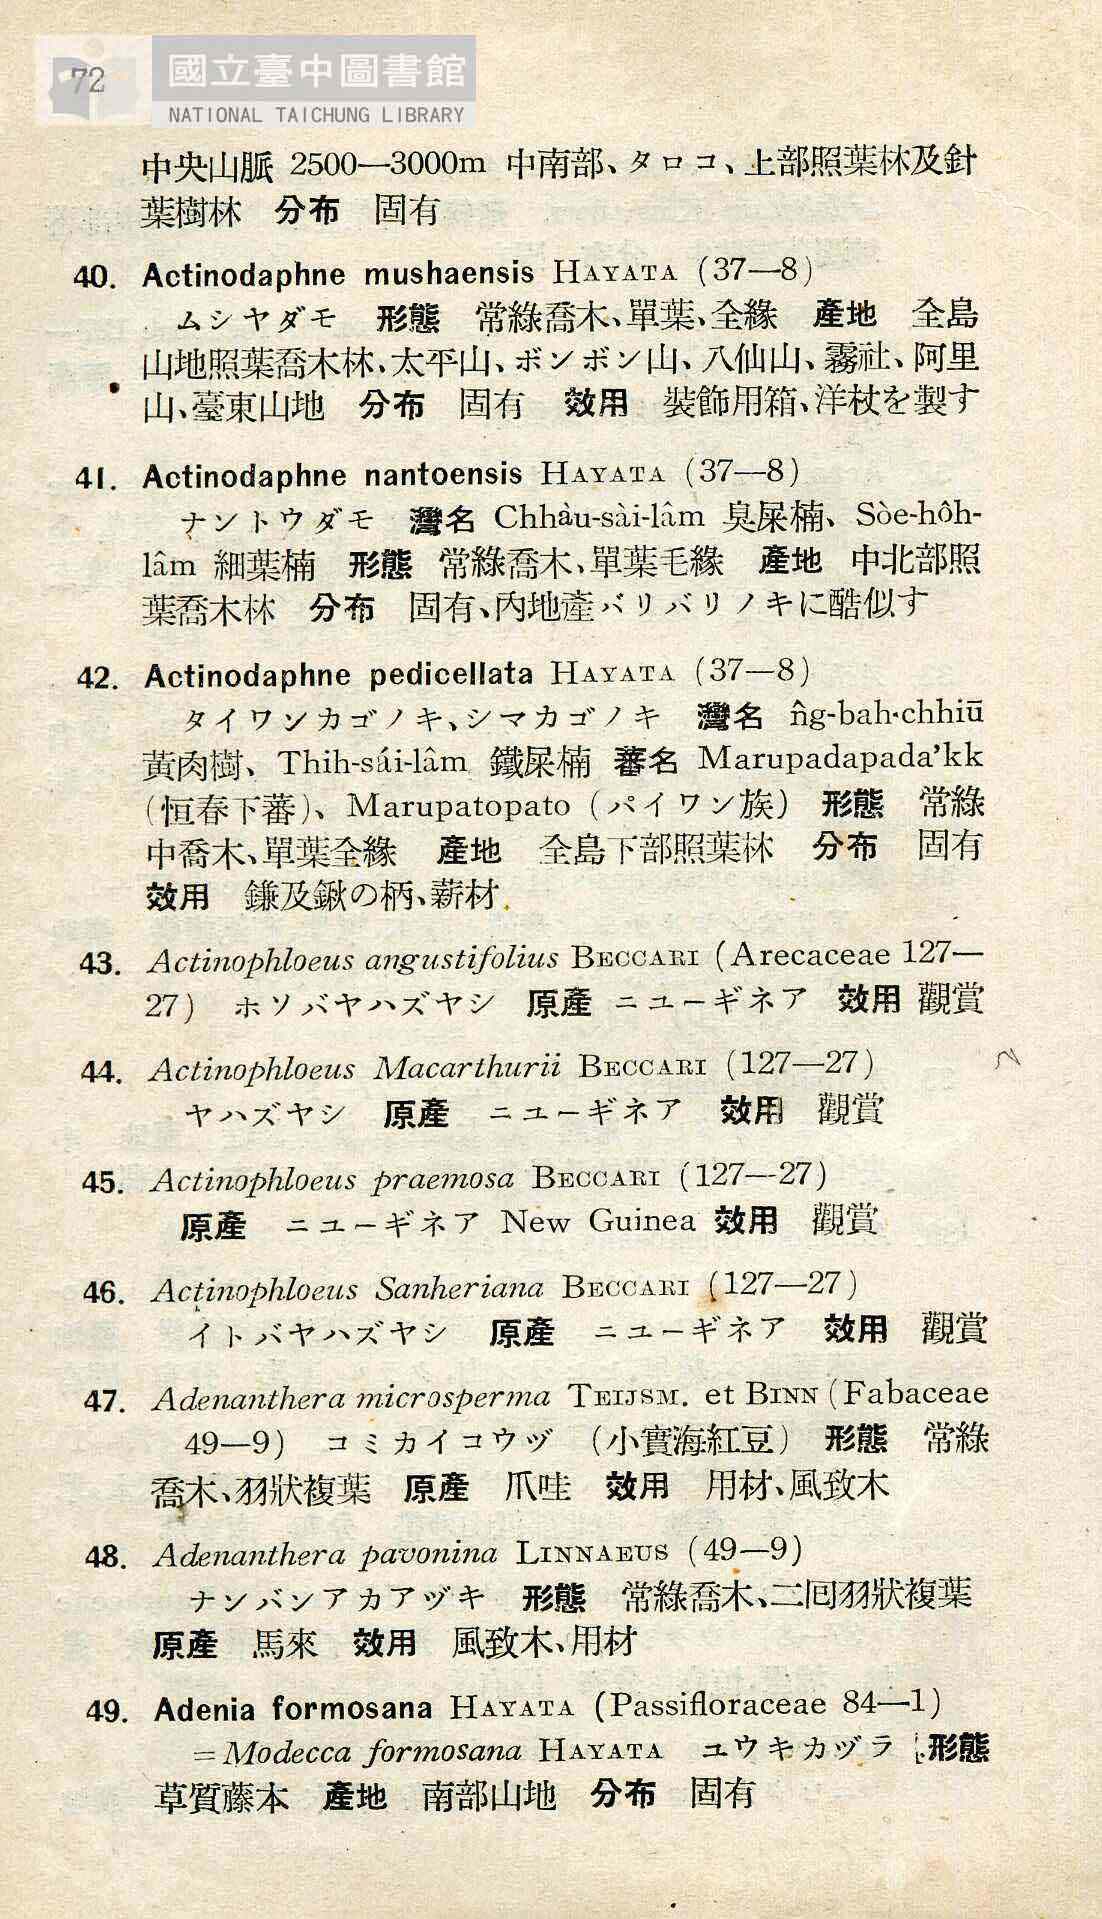 72
國立臺中圖書館
NATIONAL TAICHUNG LIBRARY
中央山脈 2500—3000m 中南部、タロコ、上部照葉林及針
葉樹林 分布 固有
40. Actinodaphne mushaensis HAYATA (37—8)
ムシヤダモ 形態 常綠喬木、單葉、全緣 產地 全島
山地照葉喬木林、太平山、ボンボン山、八仙山、霧社、阿里
山、臺東山地 分布 固有 效用 裝飾用箱、洋杖を製す
41. Actinodaphne nantoensis HAYATA (37—8)
ナントウダモ 灣名 Chhàu-sài-lâm 臭屎楠、Sòe-hôh-
lâm 細葉楠 形態 常綠喬木、單葉毛緣 產地 中北部照
葉喬木林 分布 固有、內地產バリバリノキに酷似す
42. Actinodaphne pedicellata HAYATA (37—8)
タイワンカゴノキ、シマカゴノキ 灣名 n̂g-bah-chhiū
黃肉樹、Thih-sái-lâm 鐵屎楠 蕃名 Marupadapada'kk
(恒春下蕃)、Marupatopato (パイワン族) 形態 常綠
中喬木、單葉全緣 產地 全島下部照葉林 分布 固有
效用 鎌及鍬の柄、薪材
43. Actinophloeus angustifolius BECCARI (Arecaceae 127—
27) ホソバヤハズヤシ 原產 ニユーギネア 效用 觀賞
44. Actinophloeus Macarthurii BECCARI (127—27)
ヤハズヤシ 原產 ニユーギネア 效用 觀賞
45. Actinophloeus praemosa BECCARI (127—27)
原產 ニユーギネア New Guinea 效用 觀賞
46. Actinophloeus Sanheriana BECCARI (127—27)
イトバヤハズヤシ 原產 ニユーギネア 效用 觀賞
47. Adenanthera microsperma TEIJSM. et BINN (Fabaceae
49—9) コミカイコウヅ (小實海紅豆) 形態 常綠
喬木、羽狀複葉 原產 爪哇 效用 用材、風致木
48. Adenanthera pavonina LINNAEUS (49—9)
ナンバンアカアヅキ 形態 常綠喬木、二回羽狀複葉
原產 馬來 效用 風致木、用材
49. Adenia formosana HAYATA (Passifloraceae 84—1)
=Modecca formosana HAYATA ユウキカヅラ 形態
草質藤本 產地 南部山地 分布 固有